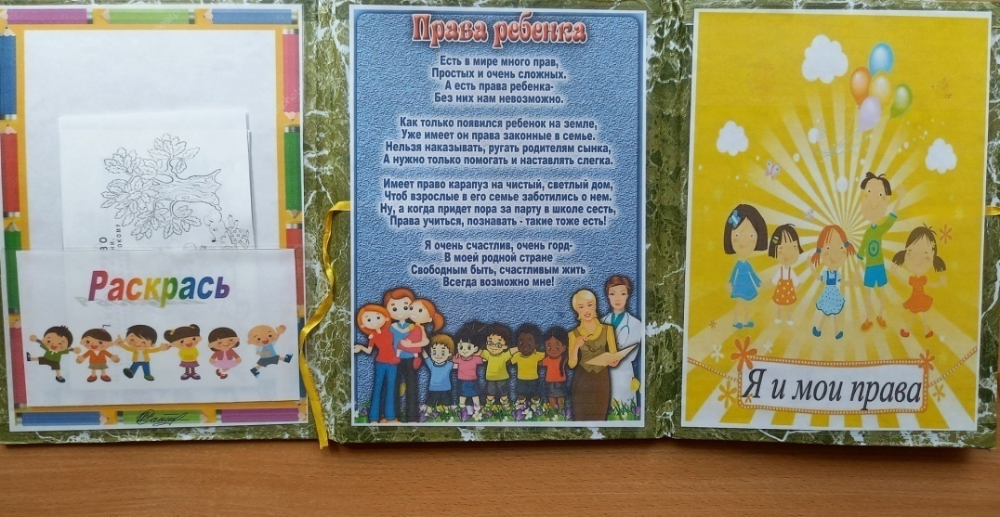 Раскрась
Права ребенка
Есть в мире много прав,
Простых и очень сложных.
А есть права ребенка-
Без них нам невозможно.
Как только появился ребенок на земле,
Уже имеет он права законные в семье.
Нельзя наказывать, ругать родителям сынка,
А нужно только помогать и наставлять слегка.
Имеет право карапуз на чистый, светлый дом,
Чтоб взрослые в его семье заботились о нем.
Ну, а когда придет пора за парту в школе сесть,
Права учиться, познавать - такие тоже есть!
Я очень счастлив, очень горд-
В моей родной стране
Свободным быть, счастливым жить
Всегда возможно мне!
Я и мои права